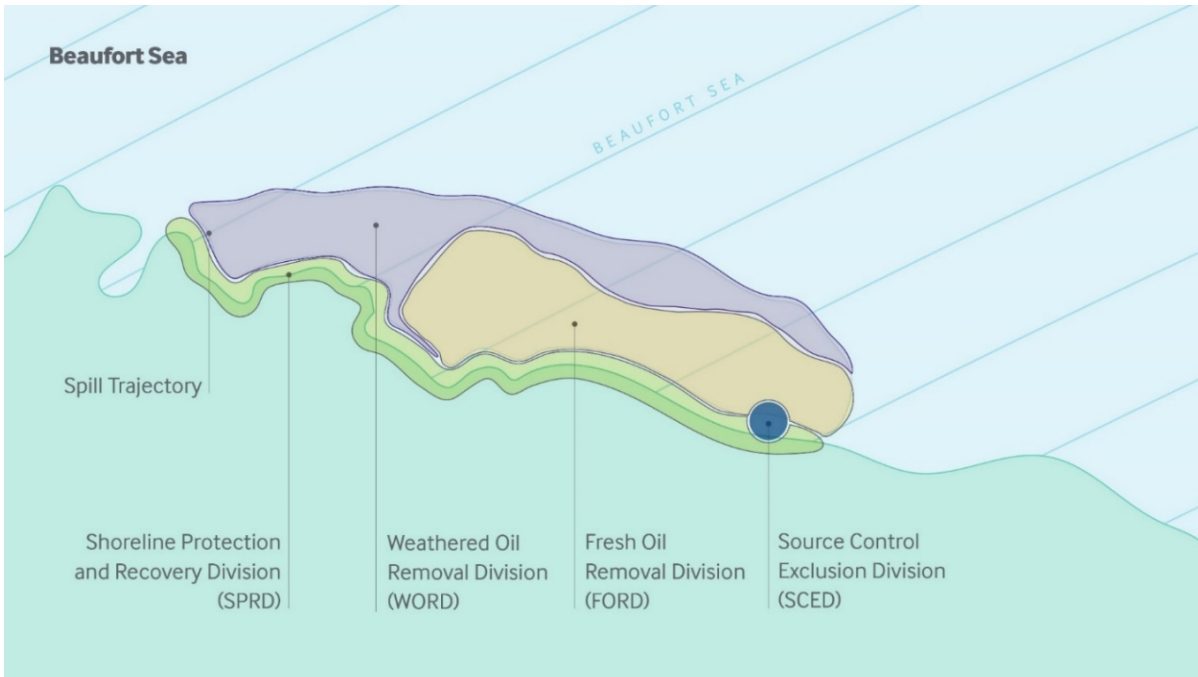 Beaufort Sea
BEAUFORT SEA
Spill Trajectory
Shoreline Protection
and Recovery Division
(SPRD)
Weathered Oil
Removal Division
(WORD)
Fresh Oil
Removal Division
(FORD)
Source Control
Exclusion Division
(SCED)